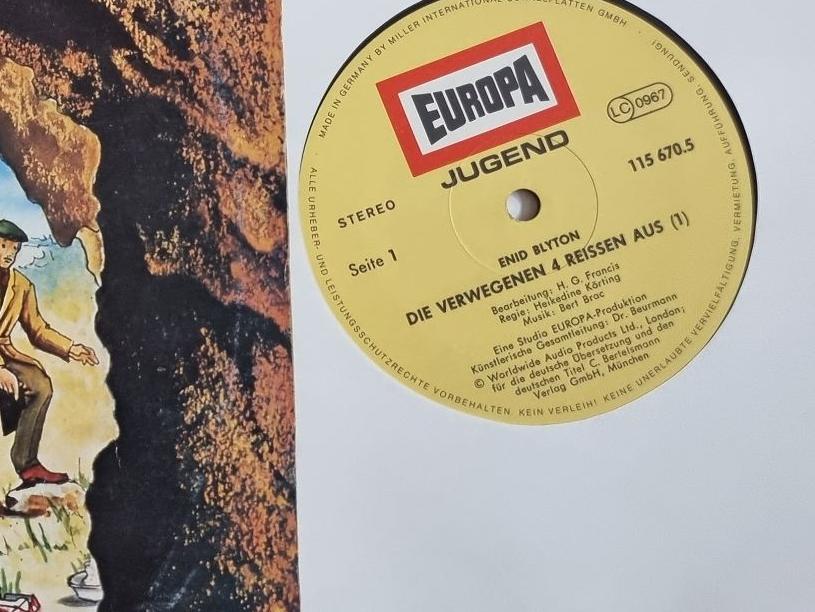 MADE IN GERMANY BY MILLER INTERNATIONAL SCHALLPLATTEN GMBH
EUROPA
JUGEND
LC 0967
STEREO
115 670.5
Seite 1
ENID BLYTON
DIE VERWEGENEN 4 REISSEN AUS (1)
Bearbeitung: H. G. Francis
Regie: Heikedine Körting
Musik: Bert Brac
Eine Studio EUROPA-Produktion
Künstlerische Gesamtleitung: Dr. Beurmann
© Worldwide Audio Products Ltd., London;
für die deutsche Übersetzung und den
deutschen Titel C. Bertelsmann
Verlag GmbH, München
ALLE URHEBER- UND LEISTUNGSSCHUTZRECHTE VORBEHALTEN. KEIN VERLEIH! KEINE UNERLAUBTE VERVIELFÄLTIGUNG, VERMIETUNG, AUFFÜHRUNG, SENDUNG!